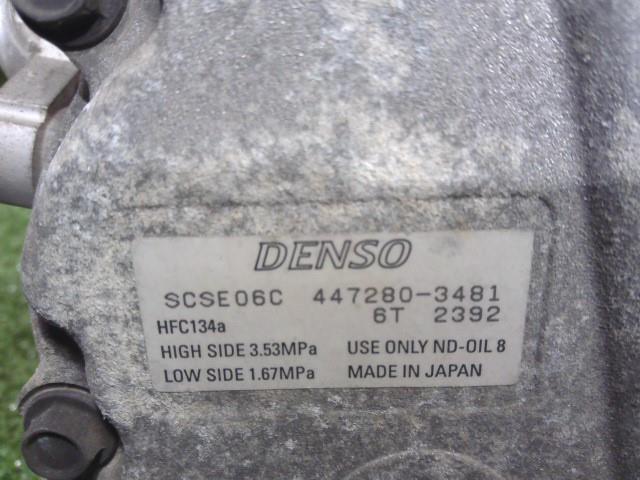 DENSO
SCSE06C 447280-3481
6T 2392
HFC134a
HIGH SIDE 3.53MPa USE ONLY ND-OIL 8
LOW SIDE 1.67MPa MADE IN JAPAN